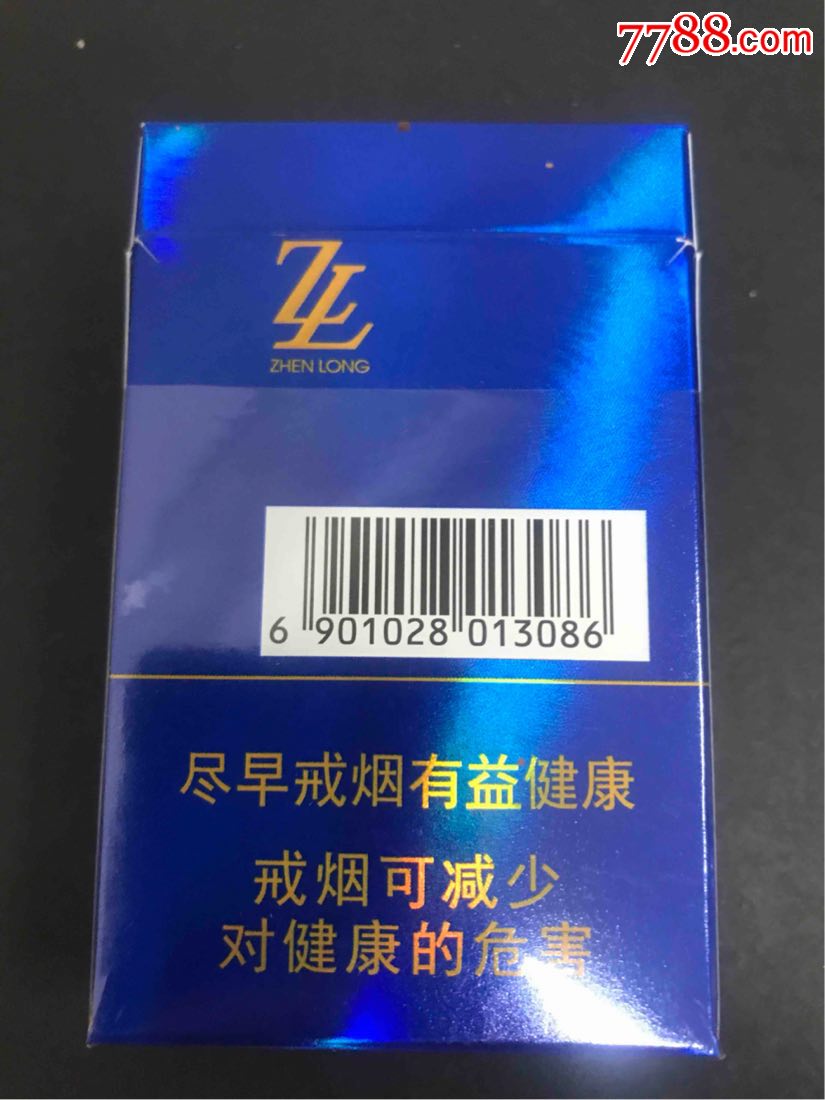 7788.com
ZL
ZHEN LONG
6 901028 013086
尽早戒烟有益健康
戒烟可减少
对健康的危害